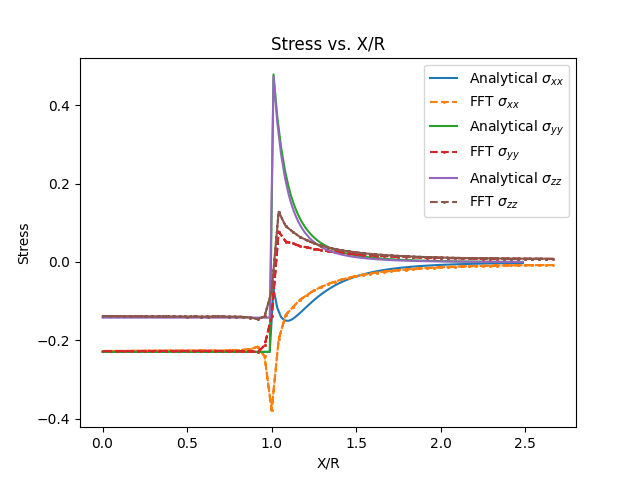 Stress vs. X/R
Analytical σxx
FFT σxx
Analytical σyy
FFT σyy
Analytical σzz
FFT σzz
Stress
0.4
0.2
0.0
−0.2
−0.4
0.0 0.5 1.0 1.5 2.0 2.5
X/R